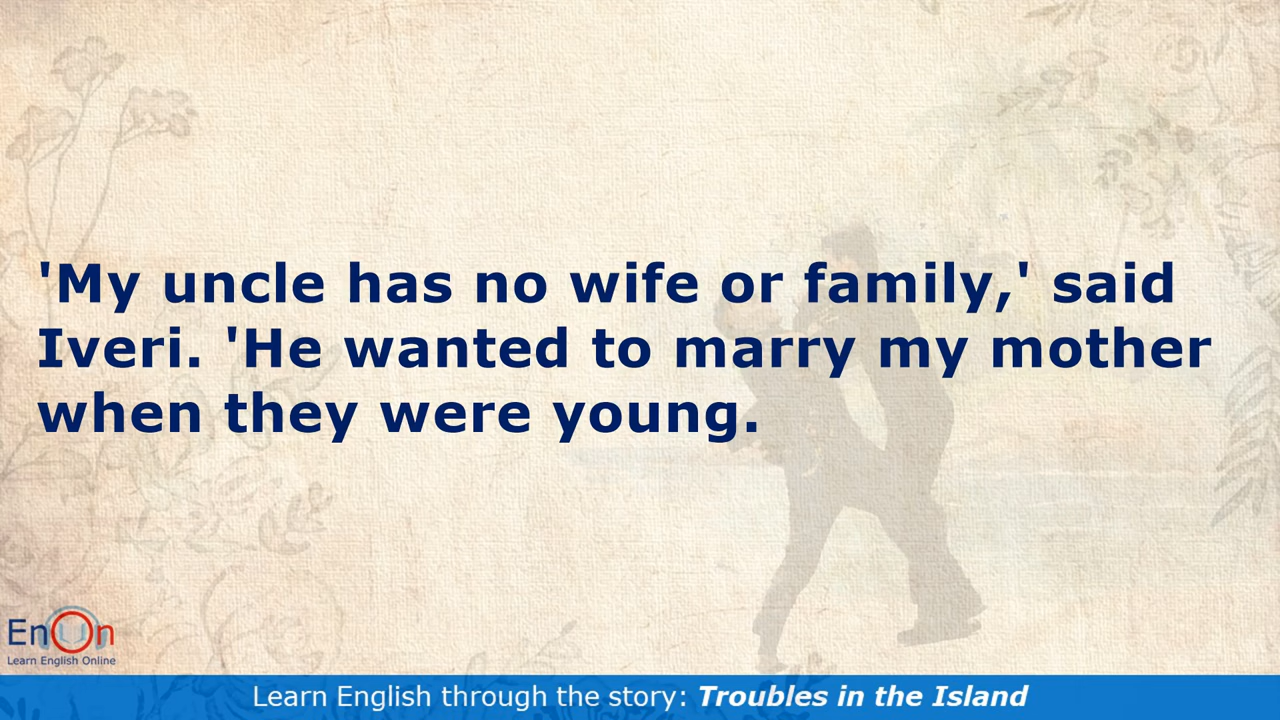 'My uncle has no wife or family,' said
Iveri. 'He wanted to marry my mother
when they were young.
EnOn
Learn English Online
Learn English through the story: Troubles in the Island